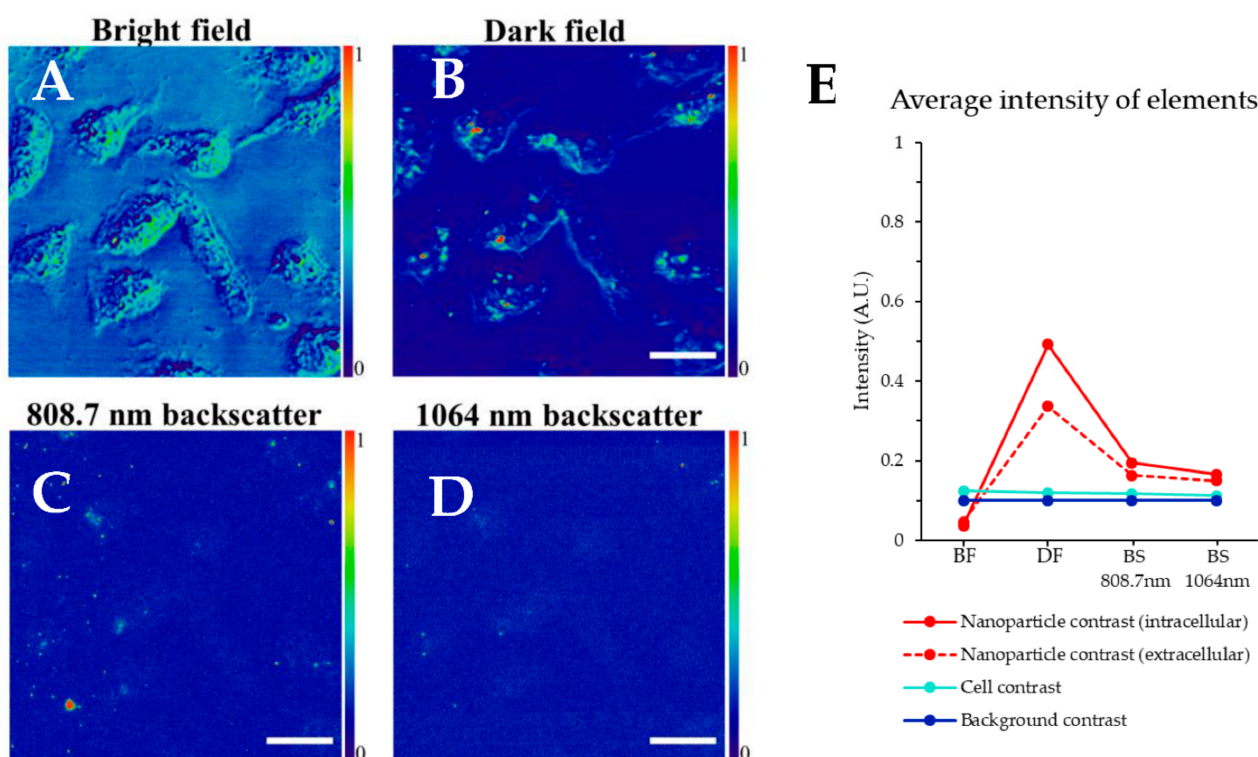 Bright field
A
1
0
Dark field
B
1
0
808.7 nm backscatter
C
1
0
1064 nm backscatter
D
1
0
E
Average intensity of elements
Intensity (A.U.)
1
0.8
0.6
0.4
0.2
0
BF
DF
BS
808.7nm
BS
1064nm
Nanoparticle contrast (intracellular)
Nanoparticle contrast (extracellular)
Cell contrast
Background contrast